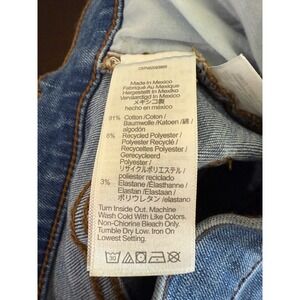 Made In Mexico
Fabriqué Au Mexique
Hergestellt In Mexiko
Vervaardigd In Mexico
メキシコ製
hecho en méxico
91% Cotton /Coton /
Baumwolle /Katoen /綿 /
algodón
6% Recycled Polyester /
Polyester Recyclé /
Recyceltes Polyester /
Gerecycleerd
Polyester /
リサイクルポリエステル /
poliester reciclado
3% Elastane /Élasthanne /
Elastan /Elastaan /
ポリウレタン /elastano
Turn Inside Out. Machine
Wash Cold With Like Colors.
Non-Chlorine Bleach Only.
Tumble Dry Low. Iron On
Lowest Setting.